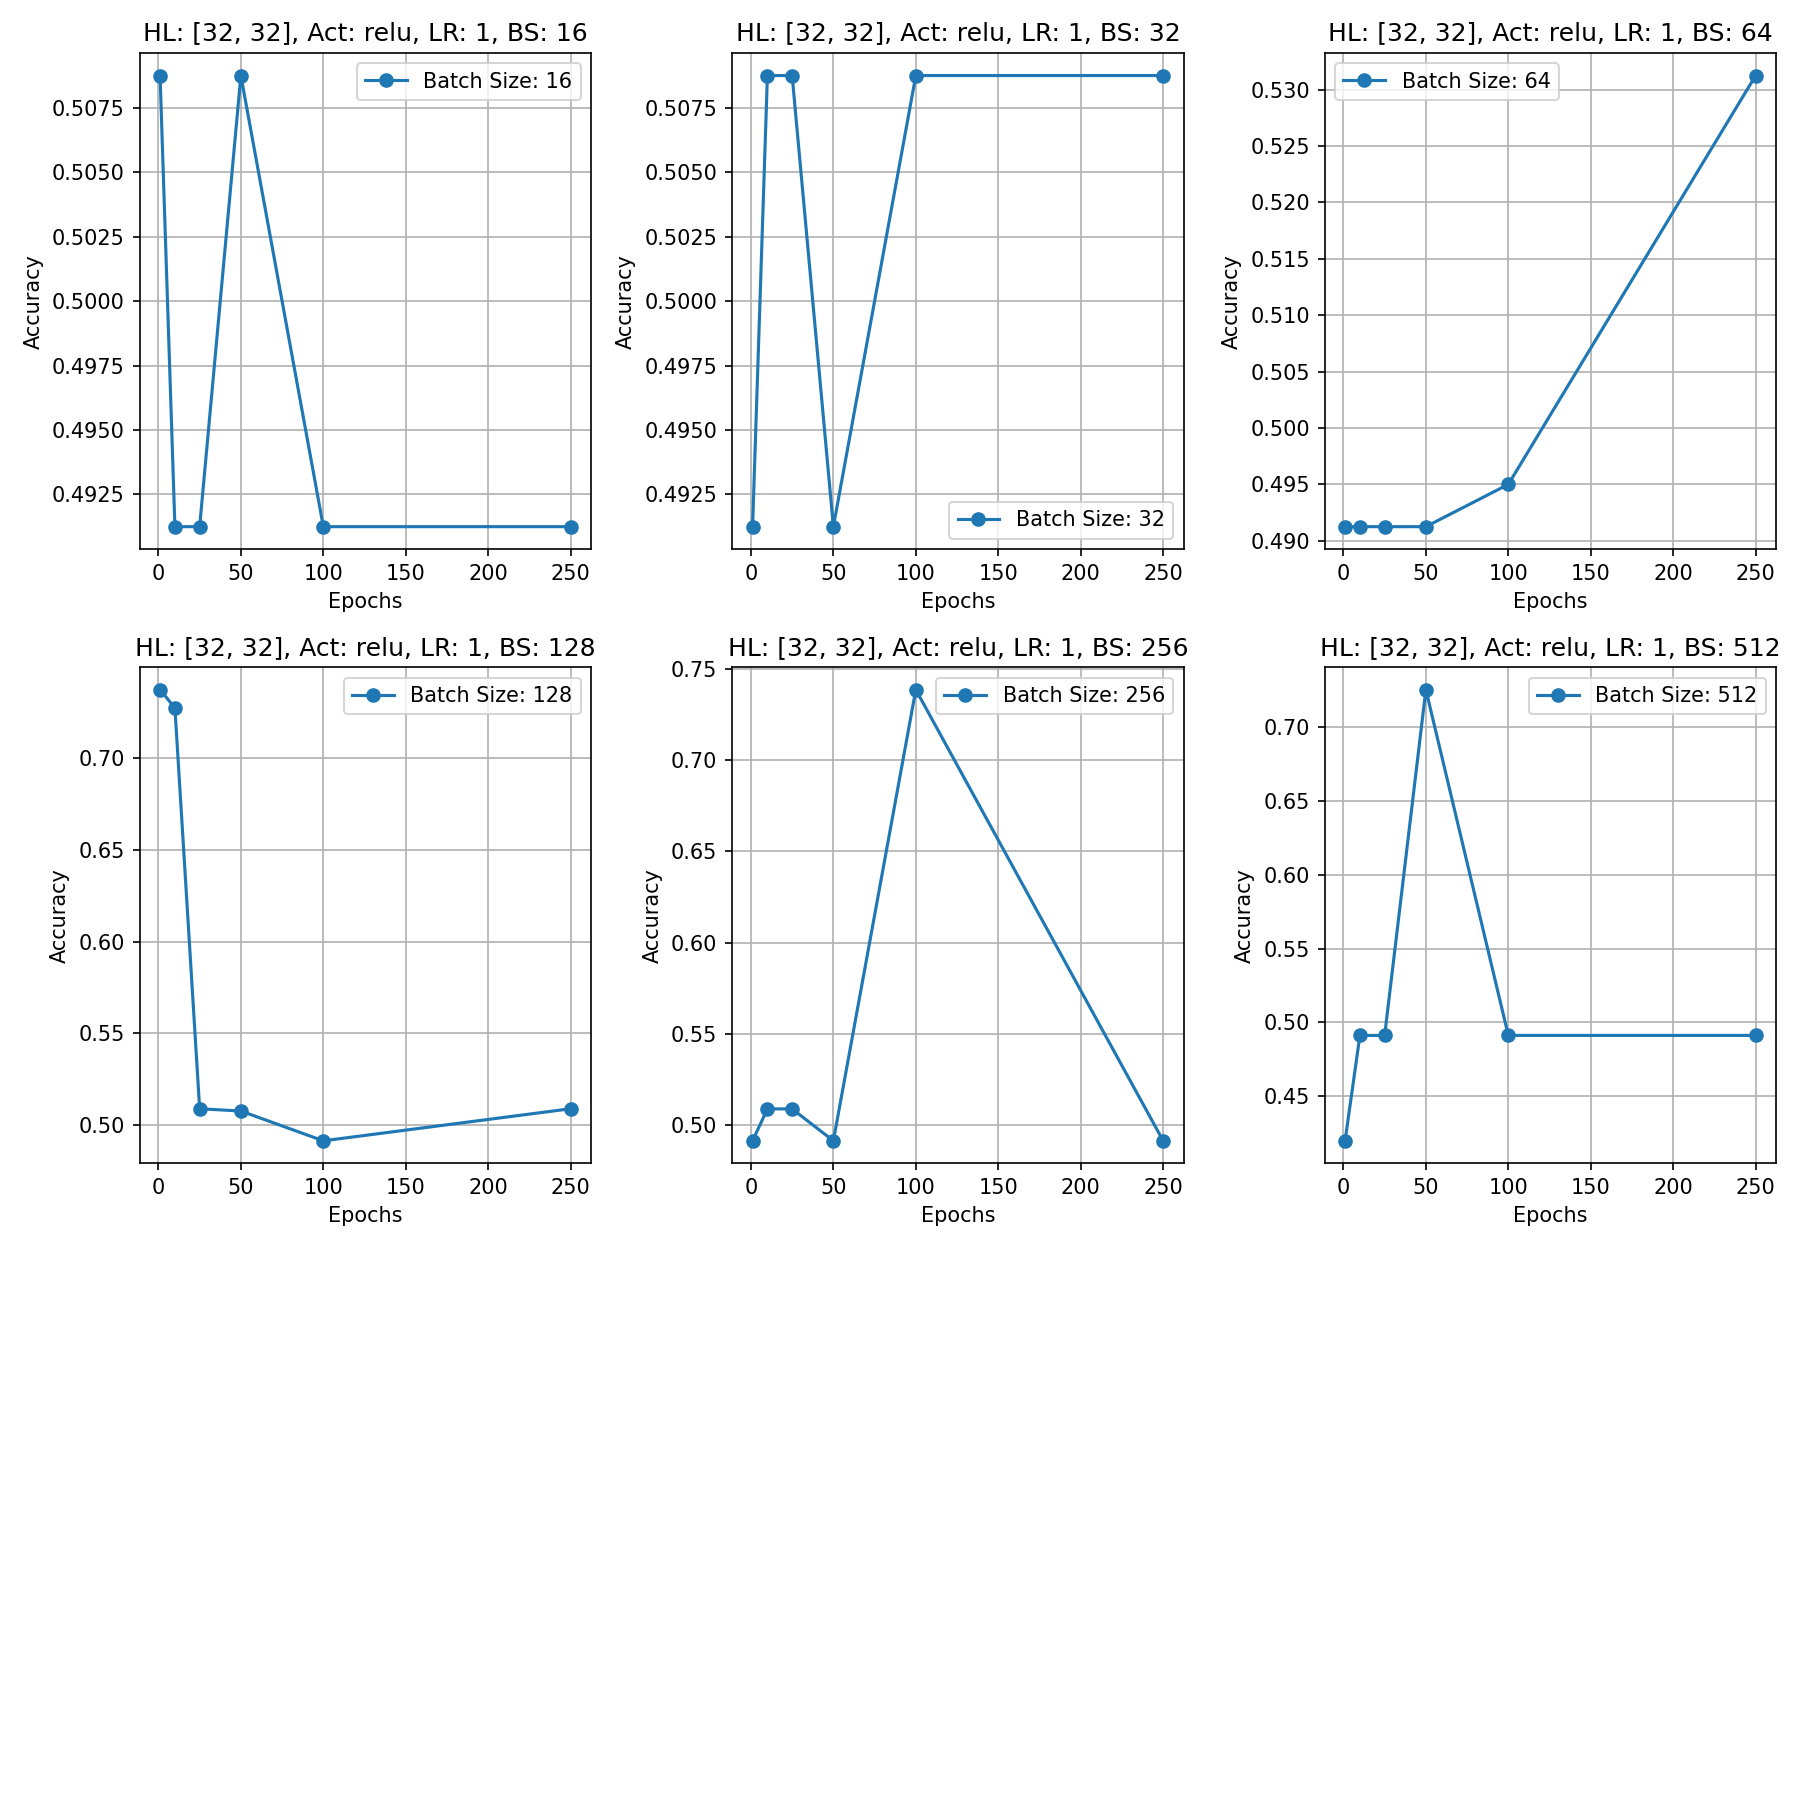 HL: [32, 32], Act: relu, LR: 1, BS: 16
Batch Size: 16
0.5075
0.5050
0.5025
0.5000
0.4975
0.4950
0.4925
Accuracy
0 50 100 150 200 250
Epochs
HL: [32, 32], Act: relu, LR: 1, BS: 32
0.5075
0.5050
0.5025
0.5000
0.4975
0.4950
0.4925
Accuracy
Batch Size: 32
0 50 100 150 200 250
Epochs
HL: [32, 32], Act: relu, LR: 1, BS: 64
Batch Size: 64
0.530
0.525
0.520
0.515
0.510
0.505
0.500
0.495
0.490
Accuracy
0 50 100 150 200 250
Epochs
HL: [32, 32], Act: relu, LR: 1, BS: 128
Batch Size: 128
0.70
0.65
0.60
0.55
0.50
Accuracy
0 50 100 150 200 250
Epochs
HL: [32, 32], Act: relu, LR: 1, BS: 256
Batch Size: 256
0.75
0.70
0.65
0.60
0.55
0.50
Accuracy
0 50 100 150 200 250
Epochs
HL: [32, 32], Act: relu, LR: 1, BS: 512
Batch Size: 512
0.70
0.65
0.60
0.55
0.50
0.45
Accuracy
0 50 100 150 200 250
Epochs